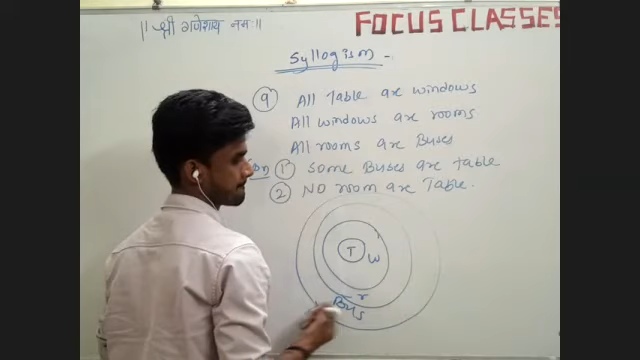 ॥ श्री गणेशाय नमः ॥
FOCUS CLASSES
Syllogism -:
9 All Table are windows
All windows are rooms
All rooms are Buses
1 Some Buses are table
2 NO room are Table.
T
W
r
Bus